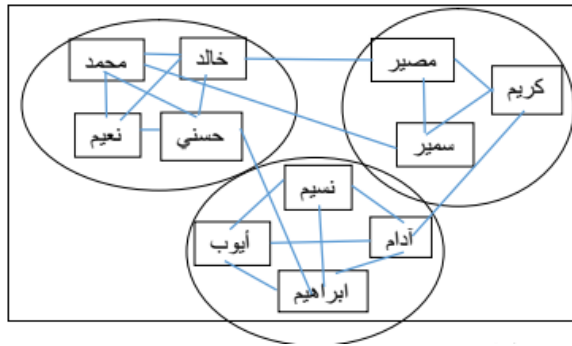 خالد
محمد
حسني
نعيم
مصير
كريم
سمير
نسيم
آدام
أيوب
ابراهيم